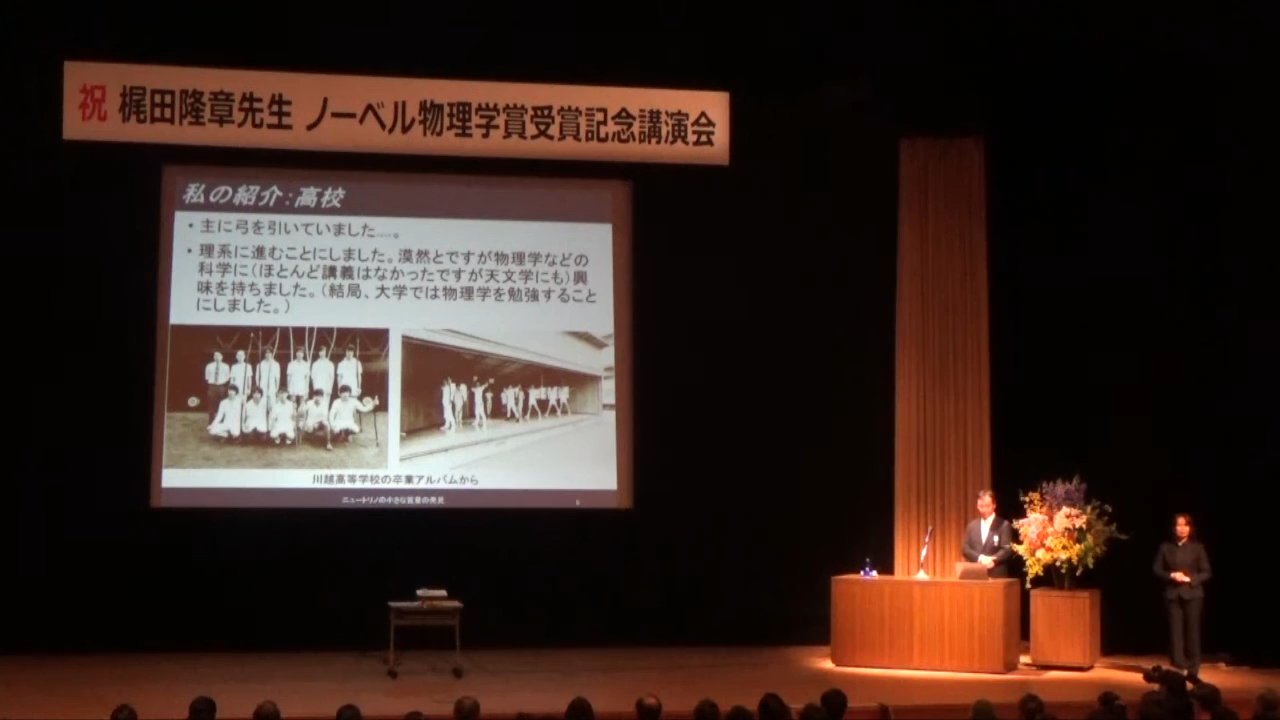 祝 梶田隆章先生 ノーベル物理学賞受賞記念講演会
私の紹介:高校
・主に弓を引いていました....。
・理系に進むことにしました。漠然とですが物理学などの
科学に(ほとんど講義はなかったですが天文学にも)興
味を持ちました。(結局、大学では物理学を勉強すること
にしました。)
川越高等学校の卒業アルバムから
ニュートリノの小さな質量の発見